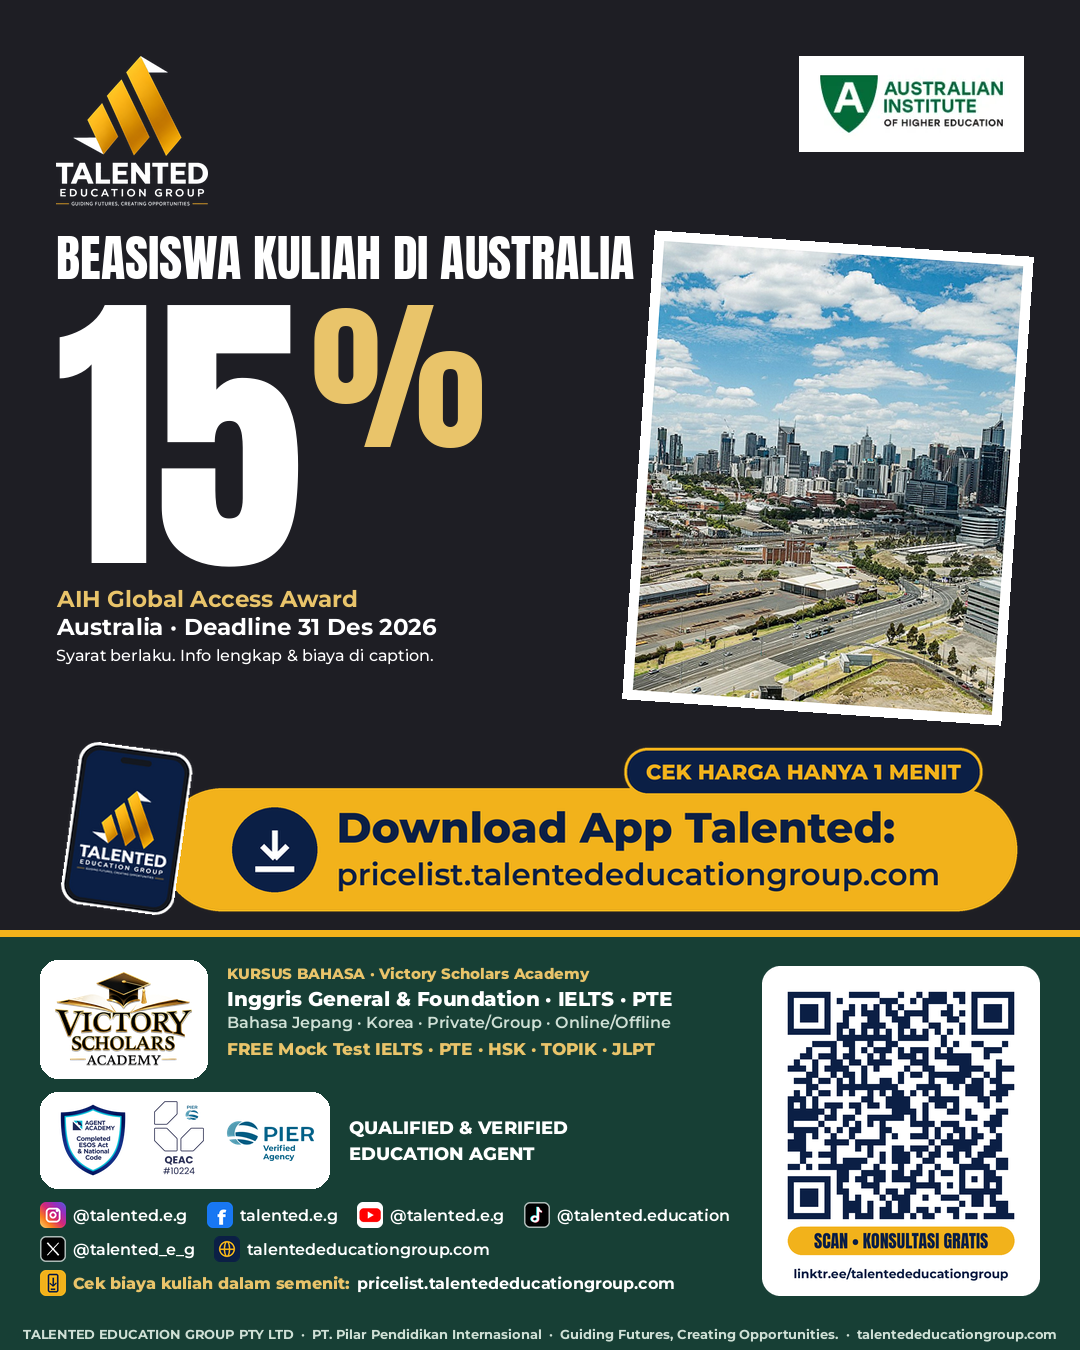 TALENTED
EDUCATION GROUP
GUIDING FUTURES, CREATING OPPORTUNITIES
A
AUSTRALIAN
INSTITUTE
OF HIGHER EDUCATION
BEASISWA KULIAH DI AUSTRALIA
15%
AIH Global Access Award
Australia · Deadline 31 Des 2026
Syarat berlaku. Info lengkap & biaya di caption.
CEK HARGA HANYA 1 MENIT
TALENTED
EDUCATION GROUP
GUIDING FUTURES, CREATING OPPORTUNITIES
Download App Talented:
pricelist.talentededucationgroup.com
VICTORY
SCHOLARS
ACADEMY
KURSUS BAHASA · Victory Scholars Academy
Inggris General & Foundation · IELTS · PTE
Bahasa Jepang · Korea · Private/Group · Online/Offline
FREE Mock Test IELTS · PTE · HSK · TOPIK · JLPT
AGENT
ACADEMY
Completed
ESOS Act
& National
Code
PIER
QEAC
#10224
PIER
Verified
Agency
QUALIFIED & VERIFIED
EDUCATION AGENT
@talented.e.g talented.e.g @talented.e.g @talented.education
@talented_e_g talentededucationgroup.com
Cek biaya kuliah dalam semenit: pricelist.talentededucationgroup.com
SCAN • KONSULTASI GRATIS
linktr.ee/talentededucationgroup
TALENTED EDUCATION GROUP PTY LTD · PT. Pilar Pendidikan Internasional · Guiding Futures, Creating Opportunities. · talentededucationgroup.com